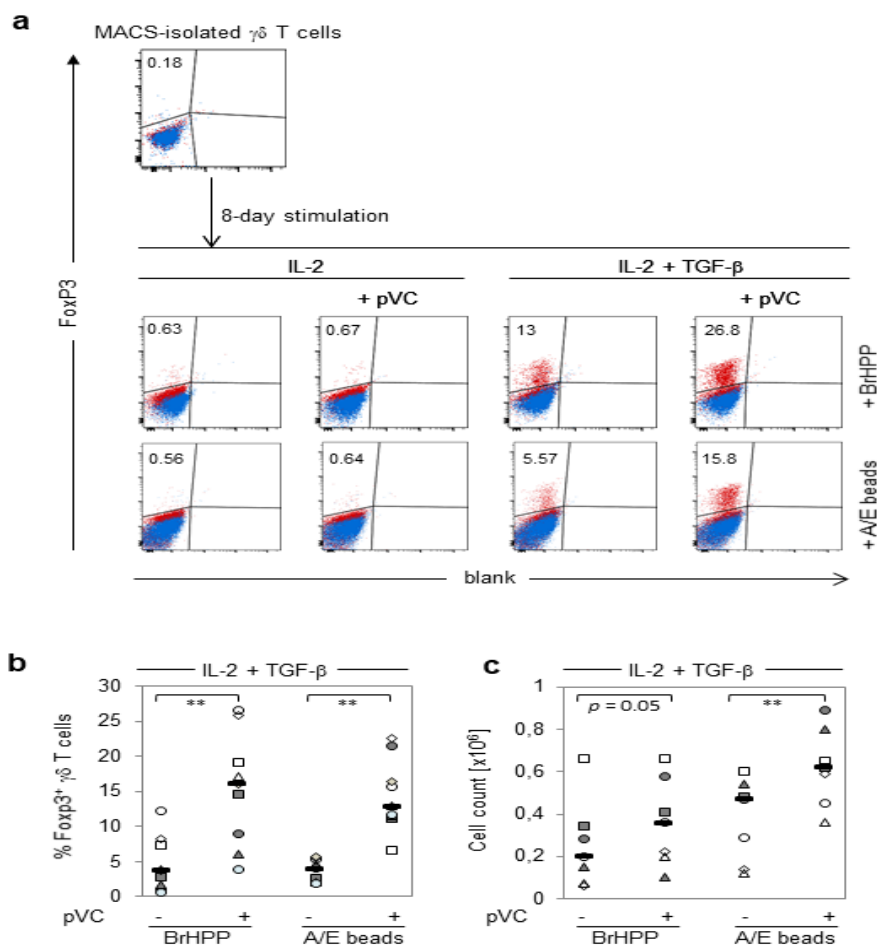 a
MACS-isolated γδ T cells
0.18
8-day stimulation
IL-2
IL-2 + TGF-β
+ pVC
+ pVC
FoxP3
0.63
0.67
13
26.8
+ BrHPP
0.56
0.64
5.57
15.8
+ A/E beads
blank
b
IL-2 + TGF-β
% Foxp3⁺ γδ T cells
30
25
20
15
10
5
0
**
**
pVC
-
+
-
+
BrHPP
A/E beads
c
IL-2 + TGF-β
Cell count [x10⁶]
1
0,8
0,6
0,4
0,2
0
p = 0.05
**
pVC
-
+
-
+
BrHPP
A/E beads